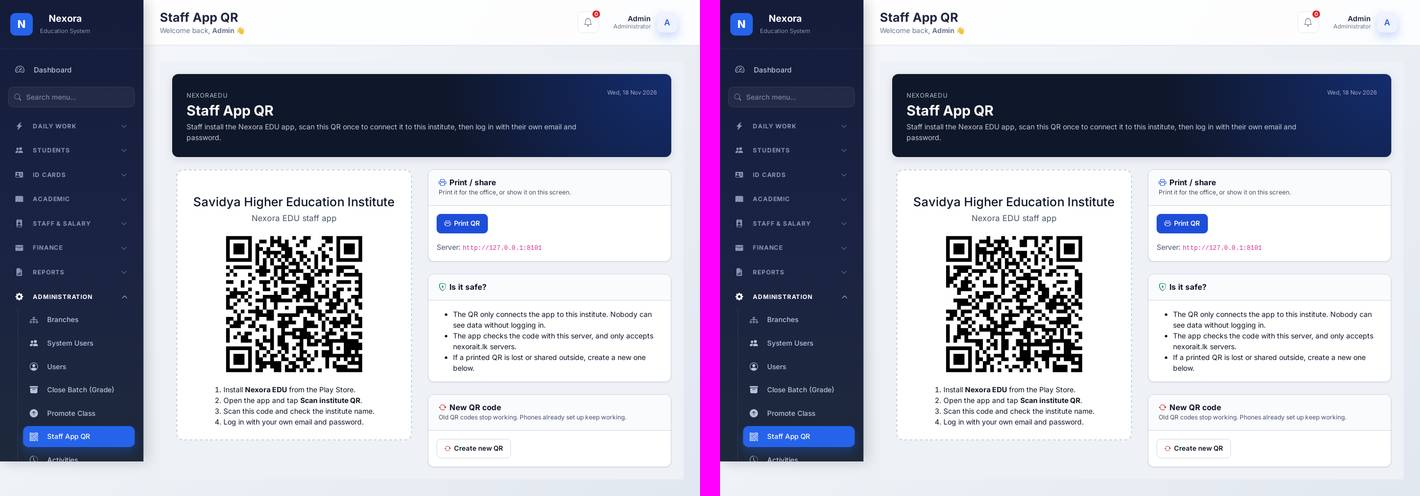 N
Nexora
Education System
Dashboard
Search menu...
DAILY WORK
STUDENTS
ID CARDS
ACADEMIC
STAFF & SALARY
FINANCE
REPORTS
ADMINISTRATION
Branches
System Users
Users
Close Batch (Grade)
Promote Class
Staff App QR
Activities
Staff App QR
Welcome back, Admin 👋
0
Admin
Administrator
A
NEXORAEDU
Wed, 18 Nov 2026
Staff App QR
Staff install the Nexora EDU app, scan this QR once to connect it to this institute, then log in with their own email and
password.
Savidya Higher Education Institute
Nexora EDU staff app
1. Install Nexora EDU from the Play Store.
2. Open the app and tap Scan institute QR.
3. Scan this code and check the institute name.
4. Log in with your own email and password.
Print / share
Print it for the office, or show it on this screen.
Print QR
Server: http://127.0.0.1:8101
Is it safe?
• The QR only connects the app to this institute. Nobody can
see data without logging in.
• The app checks the code with this server, and only accepts
nexorait.lk servers.
• If a printed QR is lost or shared outside, create a new one
below.
New QR code
Old QR codes stop working. Phones already set up keep working.
Create new QR
N
Nexora
Education System
Dashboard
Search menu...
DAILY WORK
STUDENTS
ID CARDS
ACADEMIC
STAFF & SALARY
FINANCE
REPORTS
ADMINISTRATION
Branches
System Users
Users
Close Batch (Grade)
Promote Class
Staff App QR
Activities
Staff App QR
Welcome back, Admin 👋
0
Admin
Administrator
A
NEXORAEDU
Wed, 18 Nov 2026
Staff App QR
Staff install the Nexora EDU app, scan this QR once to connect it to this institute, then log in with their own email and
password.
Savidya Higher Education Institute
Nexora EDU staff app
1. Install Nexora EDU from the Play Store.
2. Open the app and tap Scan institute QR.
3. Scan this code and check the institute name.
4. Log in with your own email and password.
Print / share
Print it for the office, or show it on this screen.
Print QR
Server: http://127.0.0.1:8101
Is it safe?
• The QR only connects the app to this institute. Nobody can
see data without logging in.
• The app checks the code with this server, and only accepts
nexorait.lk servers.
• If a printed QR is lost or shared outside, create a new one
below.
New QR code
Old QR codes stop working. Phones already set up keep working.
Create new QR